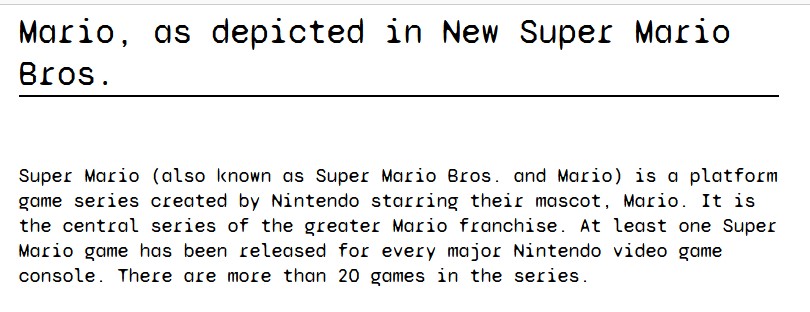 Mario, as depicted in New Super Mario
Bros.
Super Mario (also known as Super Mario Bros. and Mario) is a platform
game series created by Nintendo starring their mascot, Mario. It is
the central series of the greater Mario franchise. At least one Super
Mario game has been released for every major Nintendo video game
console. There are more than 20 games in the series.